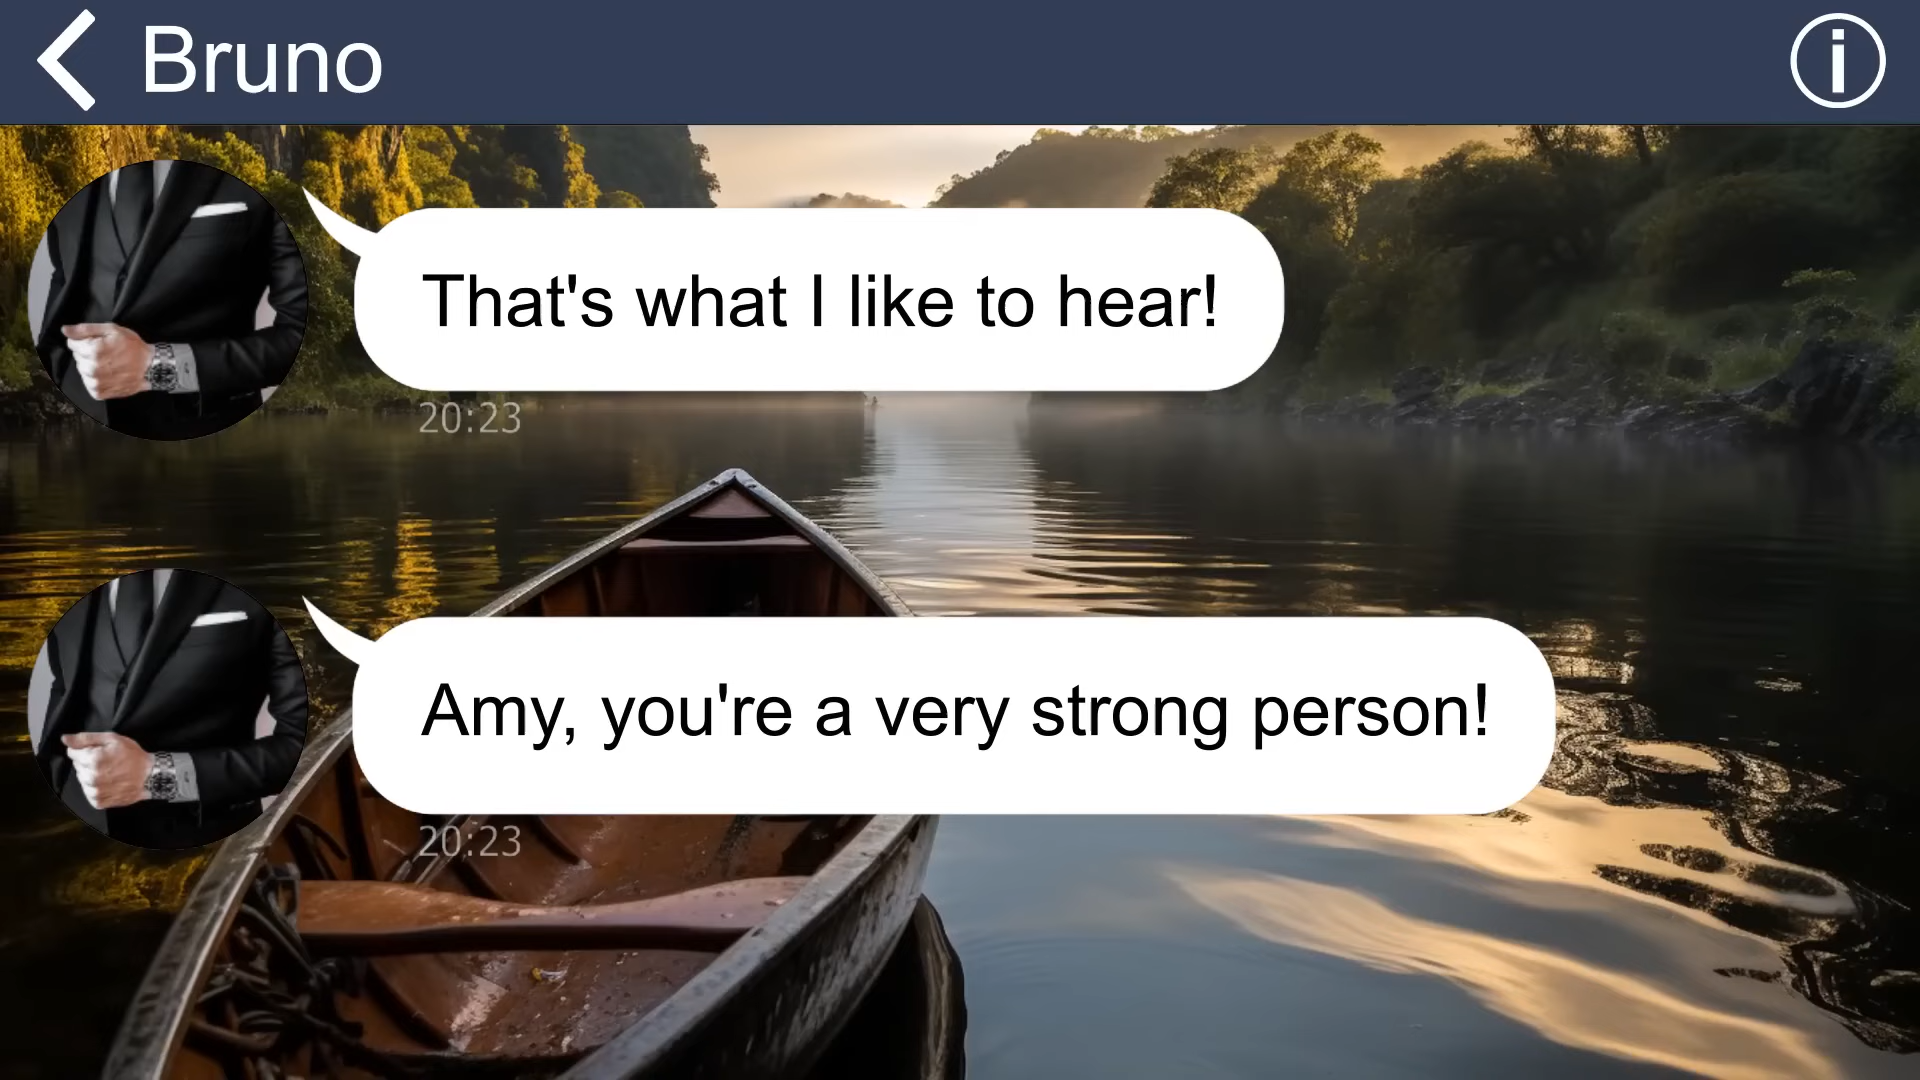 Bruno
That's what I like to hear!
20:23
Amy, you're a very strong person!
20:23